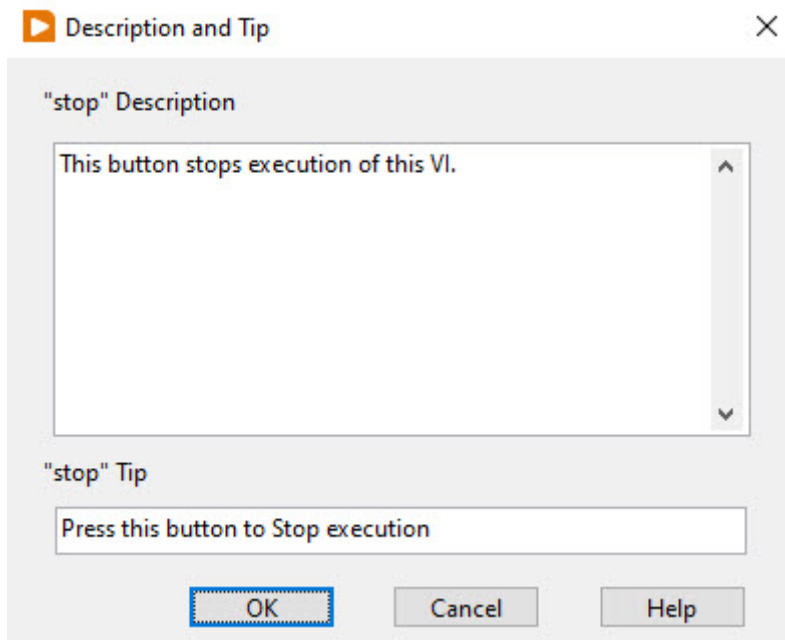 Description and Tip
"stop" Description
This button stops execution of this VI.
"stop" Tip
Press this button to Stop execution
OK Cancel Help